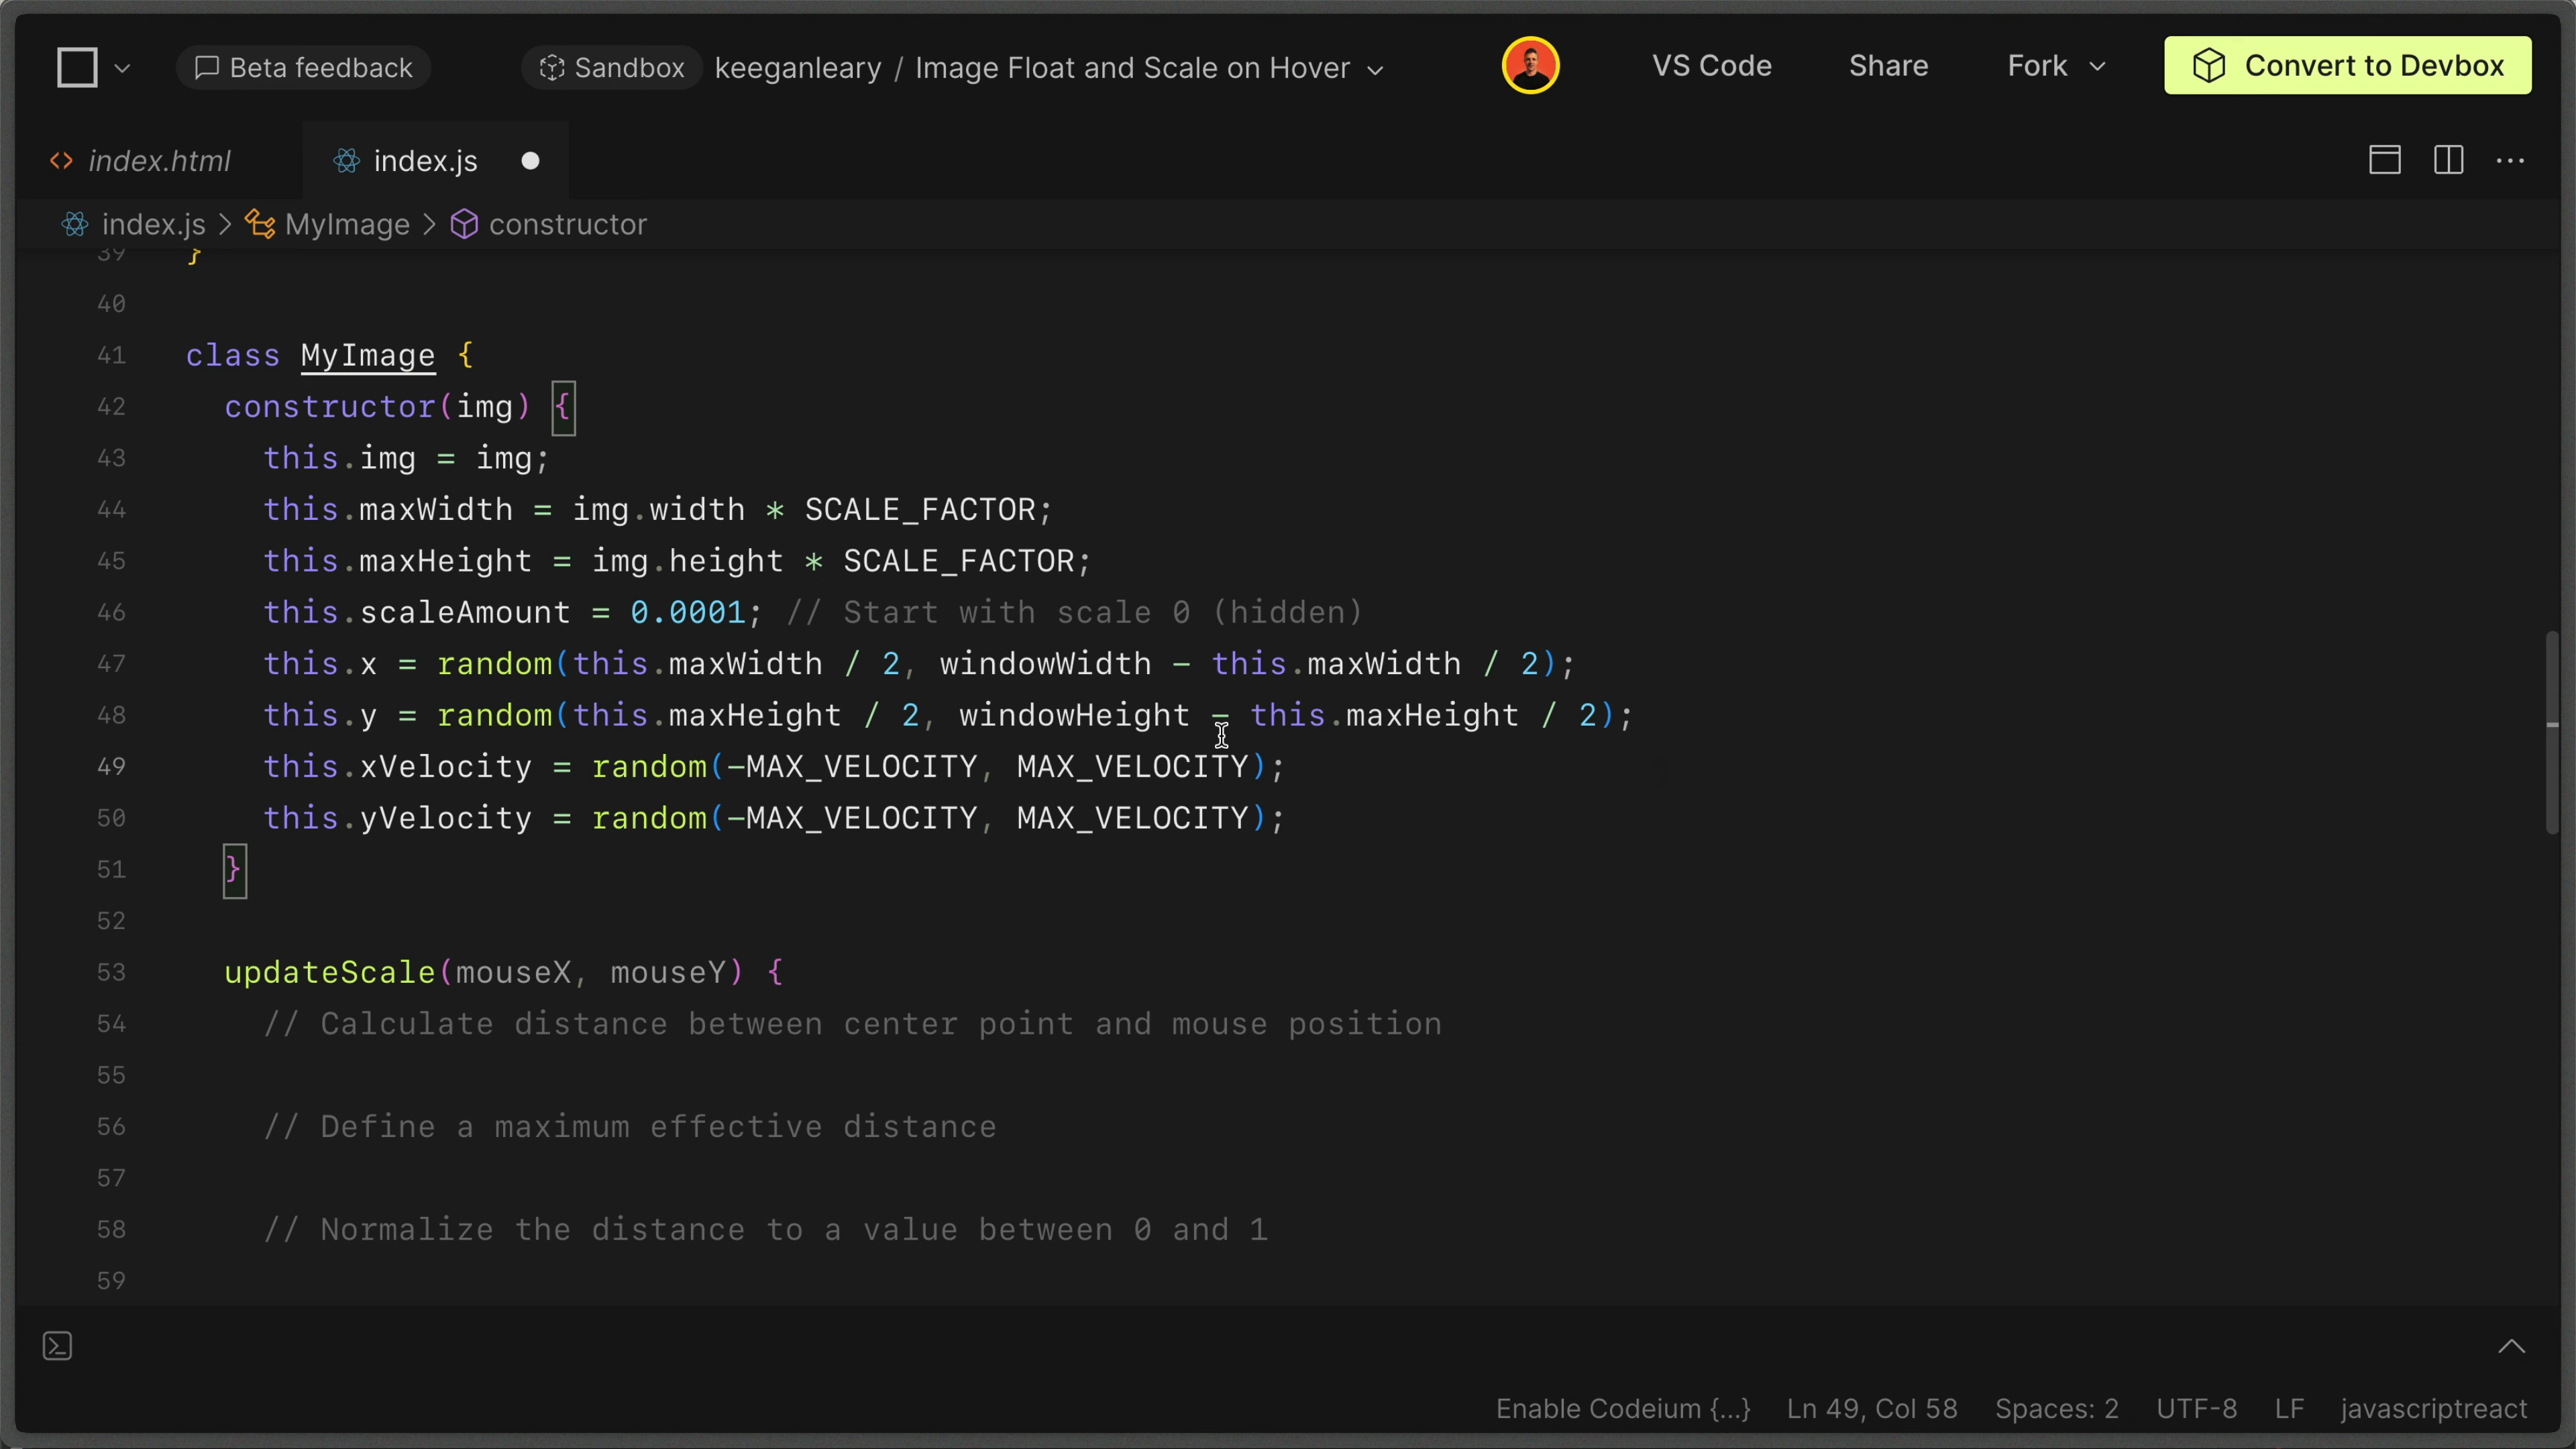 Beta feedback Sandbox keeganleary / Image Float and Scale on Hover VS Code Share Fork Convert to Devbox
index.html index.js
index.js > MyImage > constructor
39 }
40
41 class MyImage {
42 constructor(img) {
43 this.img = img;
44 this.maxWidth = img.width * SCALE_FACTOR;
45 this.maxHeight = img.height * SCALE_FACTOR;
46 this.scaleAmount = 0.0001; // Start with scale 0 (hidden)
47 this.x = random(this.maxWidth / 2, windowWidth - this.maxWidth / 2);
48 this.y = random(this.maxHeight / 2, windowHeight - this.maxHeight / 2);
49 this.xVelocity = random(-MAX_VELOCITY, MAX_VELOCITY);
50 this.yVelocity = random(-MAX_VELOCITY, MAX_VELOCITY);
51 }
52
53 updateScale(mouseX, mouseY) {
54 // Calculate distance between center point and mouse position
55
56 // Define a maximum effective distance
57
58 // Normalize the distance to a value between 0 and 1
59
Enable Codeium {...} Ln 49, Col 58 Spaces: 2 UTF-8 LF javascriptreact